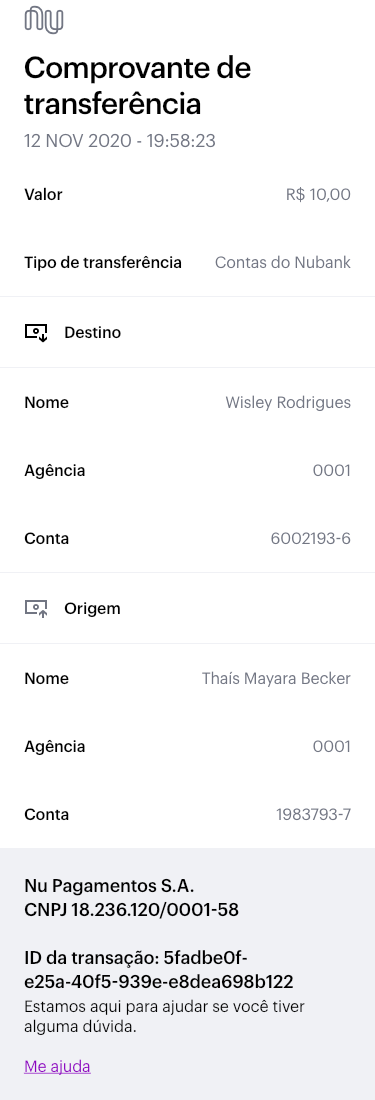 nu
Comprovante de
transferência
12 NOV 2020 - 19:58:23
Valor R$ 10,00
Tipo de transferência Contas do Nubank
Destino
Nome Wisley Rodrigues
Agência 0001
Conta 6002193-6
Origem
Nome Thaís Mayara Becker
Agência 0001
Conta 1983793-7
Nu Pagamentos S.A.
CNPJ 18.236.120/0001-58
ID da transação: 5fadbe0f-
e25a-40f5-939e-e8dea698b122
Estamos aqui para ajudar se você tiver
alguma dúvida.
Me ajuda